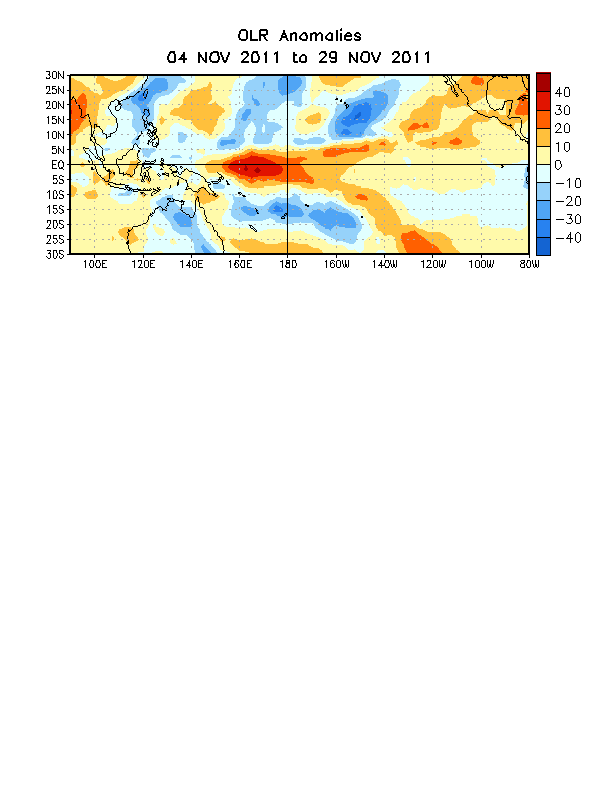 OLR Anomalies
04 NOV 2011 to 29 NOV 2011
30N
25N
20N
15N
10N
5N
EQ
5S
10S
15S
20S
25S
30S
100E 120E 140E 160E 180 160W 140W 120W 100W 80W
40
30
20
10
0
−10
−20
−30
−40